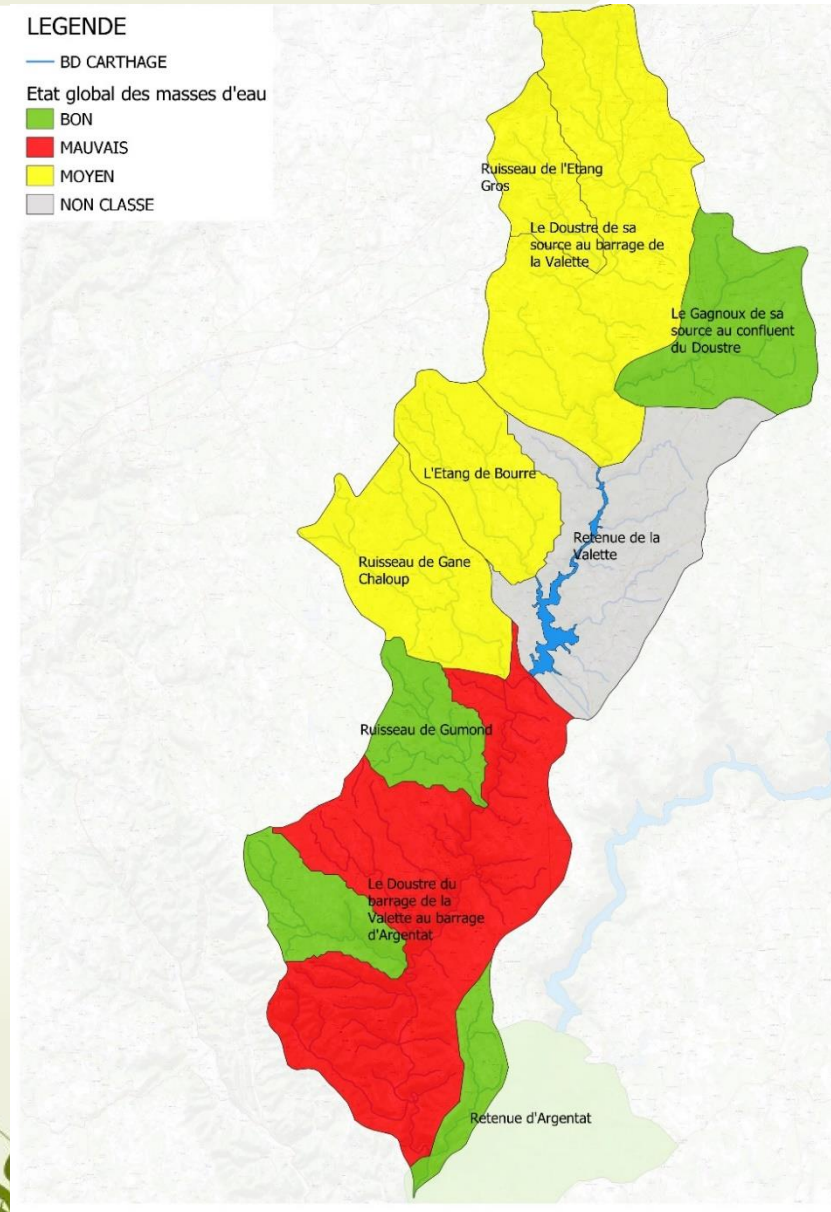 LEGENDE
BD CARTHAGE
Etat global des masses d'eau
BON
MAUVAIS
MOYEN
NON CLASSE
Ruisseau de l'Etang
Gros
Le Doustre de sa
source au barrage de
la Valette
Le Gagnoux de sa
source au confluent
du Doustre
L'Etang de Bourre
Retenue de la
Valette
Ruisseau de Gane
Chaloup
Ruisseau de Gumond
Le Doustre du
barrage de la
Valette au barrage
d'Argentat
Retenue d'Argentat